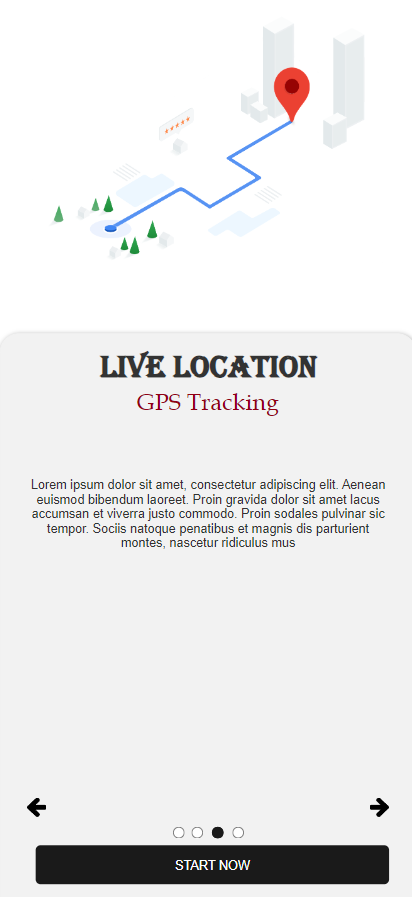 LIVE LOCATION
GPS Tracking
Lorem ipsum dolor sit amet, consectetur adipiscing elit. Aenean
euismod bibendum laoreet. Proin gravida dolor sit amet lacus
accumsan et viverra justo commodo. Proin sodales pulvinar sic
tempor. Sociis natoque penatibus et magnis dis parturient
montes, nascetur ridiculus mus
START NOW